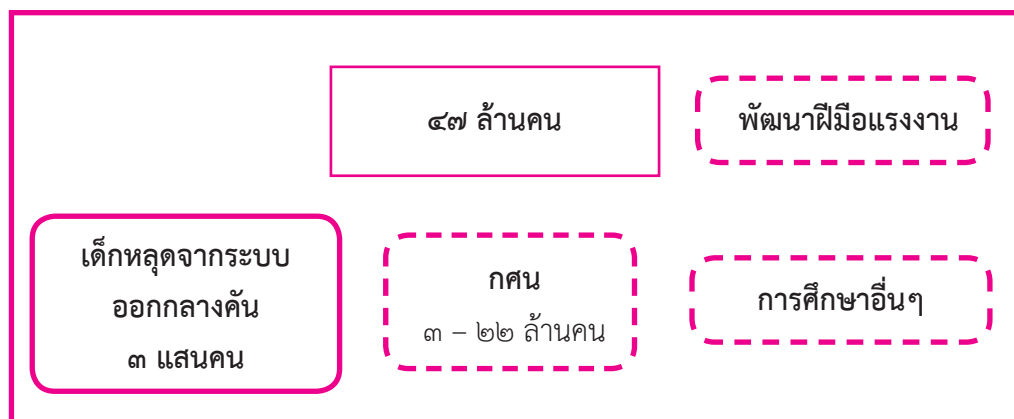 ๔๗ ล้านคน
พัฒนาฝีมือแรงงาน
เด็กหลุดจากระบบ
ออกกลางคัน
๓ แสนคน
กศน
๓ – ๒๒ ล้านคน
การศึกษาอื่นๆ